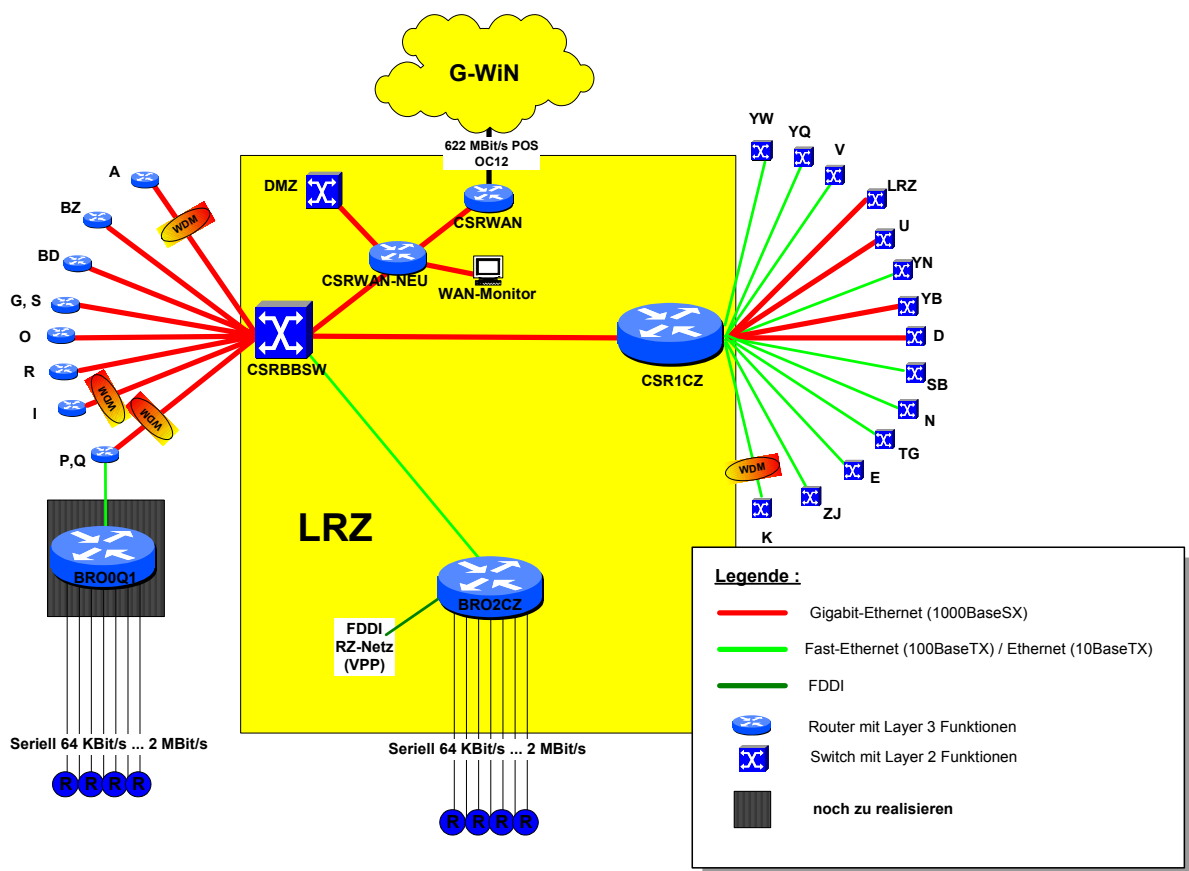 G-WiN
622 MBit/s POS
OC12
A
BZ
BD
G, S
O
R
I
P,Q
WDM
WDM
WDM
DMZ
CSRWAN
CSRWAN-NEU
WAN-Monitor
CSRBBSW
CSR1CZ
YW
YQ
V
LRZ
U
YN
YB
D
SB
N
TG
E
ZJ
K
WDM
LRZ
BRO0Q1
BRO2CZ
FDDI
RZ-Netz
(VPP)
Seriell 64 KBit/s ... 2 MBit/s
R R R R
Seriell 64 KBit/s ... 2 MBit/s
R R R R
Legende :
Gigabit-Ethernet (1000BaseSX)
Fast-Ethernet (100BaseTX) / Ethernet (10BaseTX)
FDDI
Router mit Layer 3 Funktionen
Switch mit Layer 2 Funktionen
noch zu realisieren